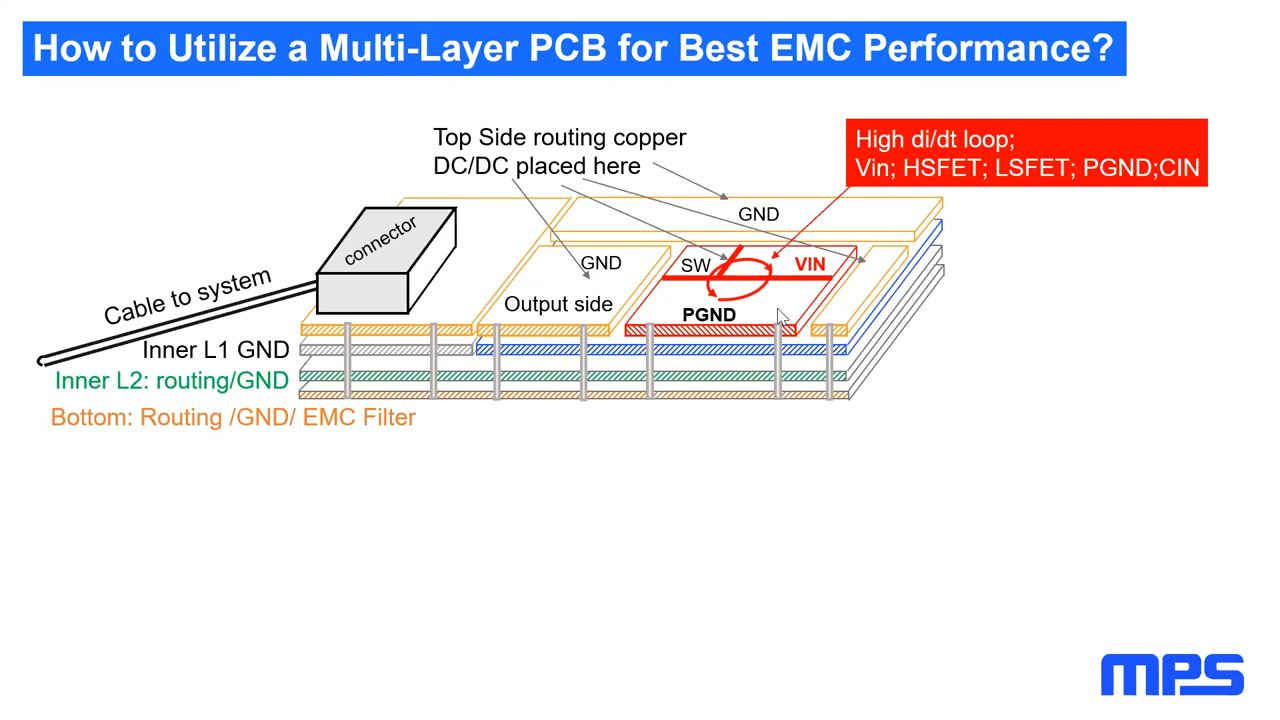 How to Utilize a Multi-Layer PCB for Best EMC Performance?
Top Side routing copper
DC/DC placed here
High di/dt loop;
Vin; HSFET; LSFET; PGND;CIN
GND
connector
GND
SW
VIN
Cable to system
Output side
PGND
Inner L1 GND
Inner L2: routing/GND
Bottom: Routing /GND/ EMC Filter
mPS